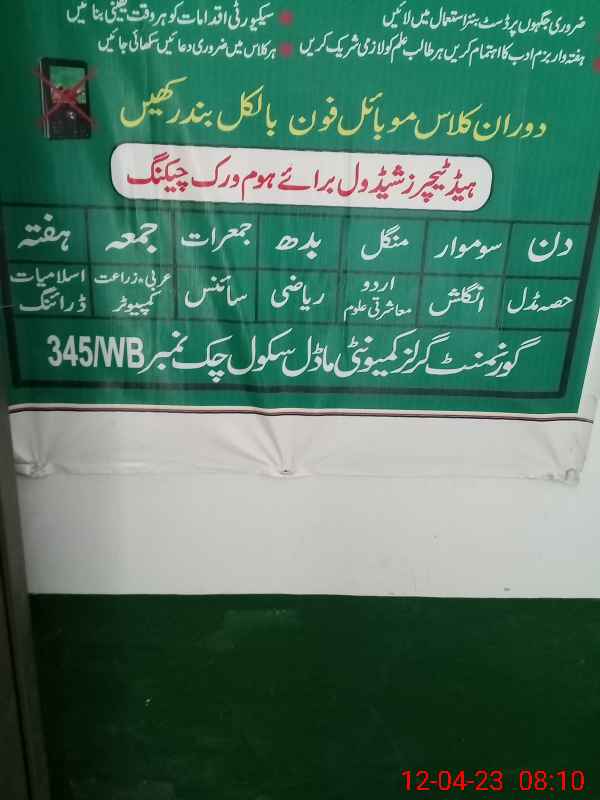 ضروری جگہوں پر ڈسٹ بنز استعمال میں لائیں
سیکیورٹی اقدامات کو ہر وقت یقینی بنائیں
ہفتہ وار بزم ادب کا اہتمام کریں ہر طالب علم کو لازمی شریک کریں
ہر کلاس میں ضروری دعائیں سکھائی جائیں
دوران کلاس موبائل فون بالکل بند رکھیں
ہیڈ ٹیچرز شیڈول برائے ہوم ورک چیکنگ
دن سوموار منگل بدھ جمعرات جمعہ ہفتہ
حصہ مڈل انگلش اردو معاشرتی علوم ریاضی سائنس عربی، زراعت کمپیوٹر اسلامیات ڈرائنگ
گورنمنٹ گرلز کمیونٹی ماڈل سکول چک نمبر 345/WB
12-04-23 08:10